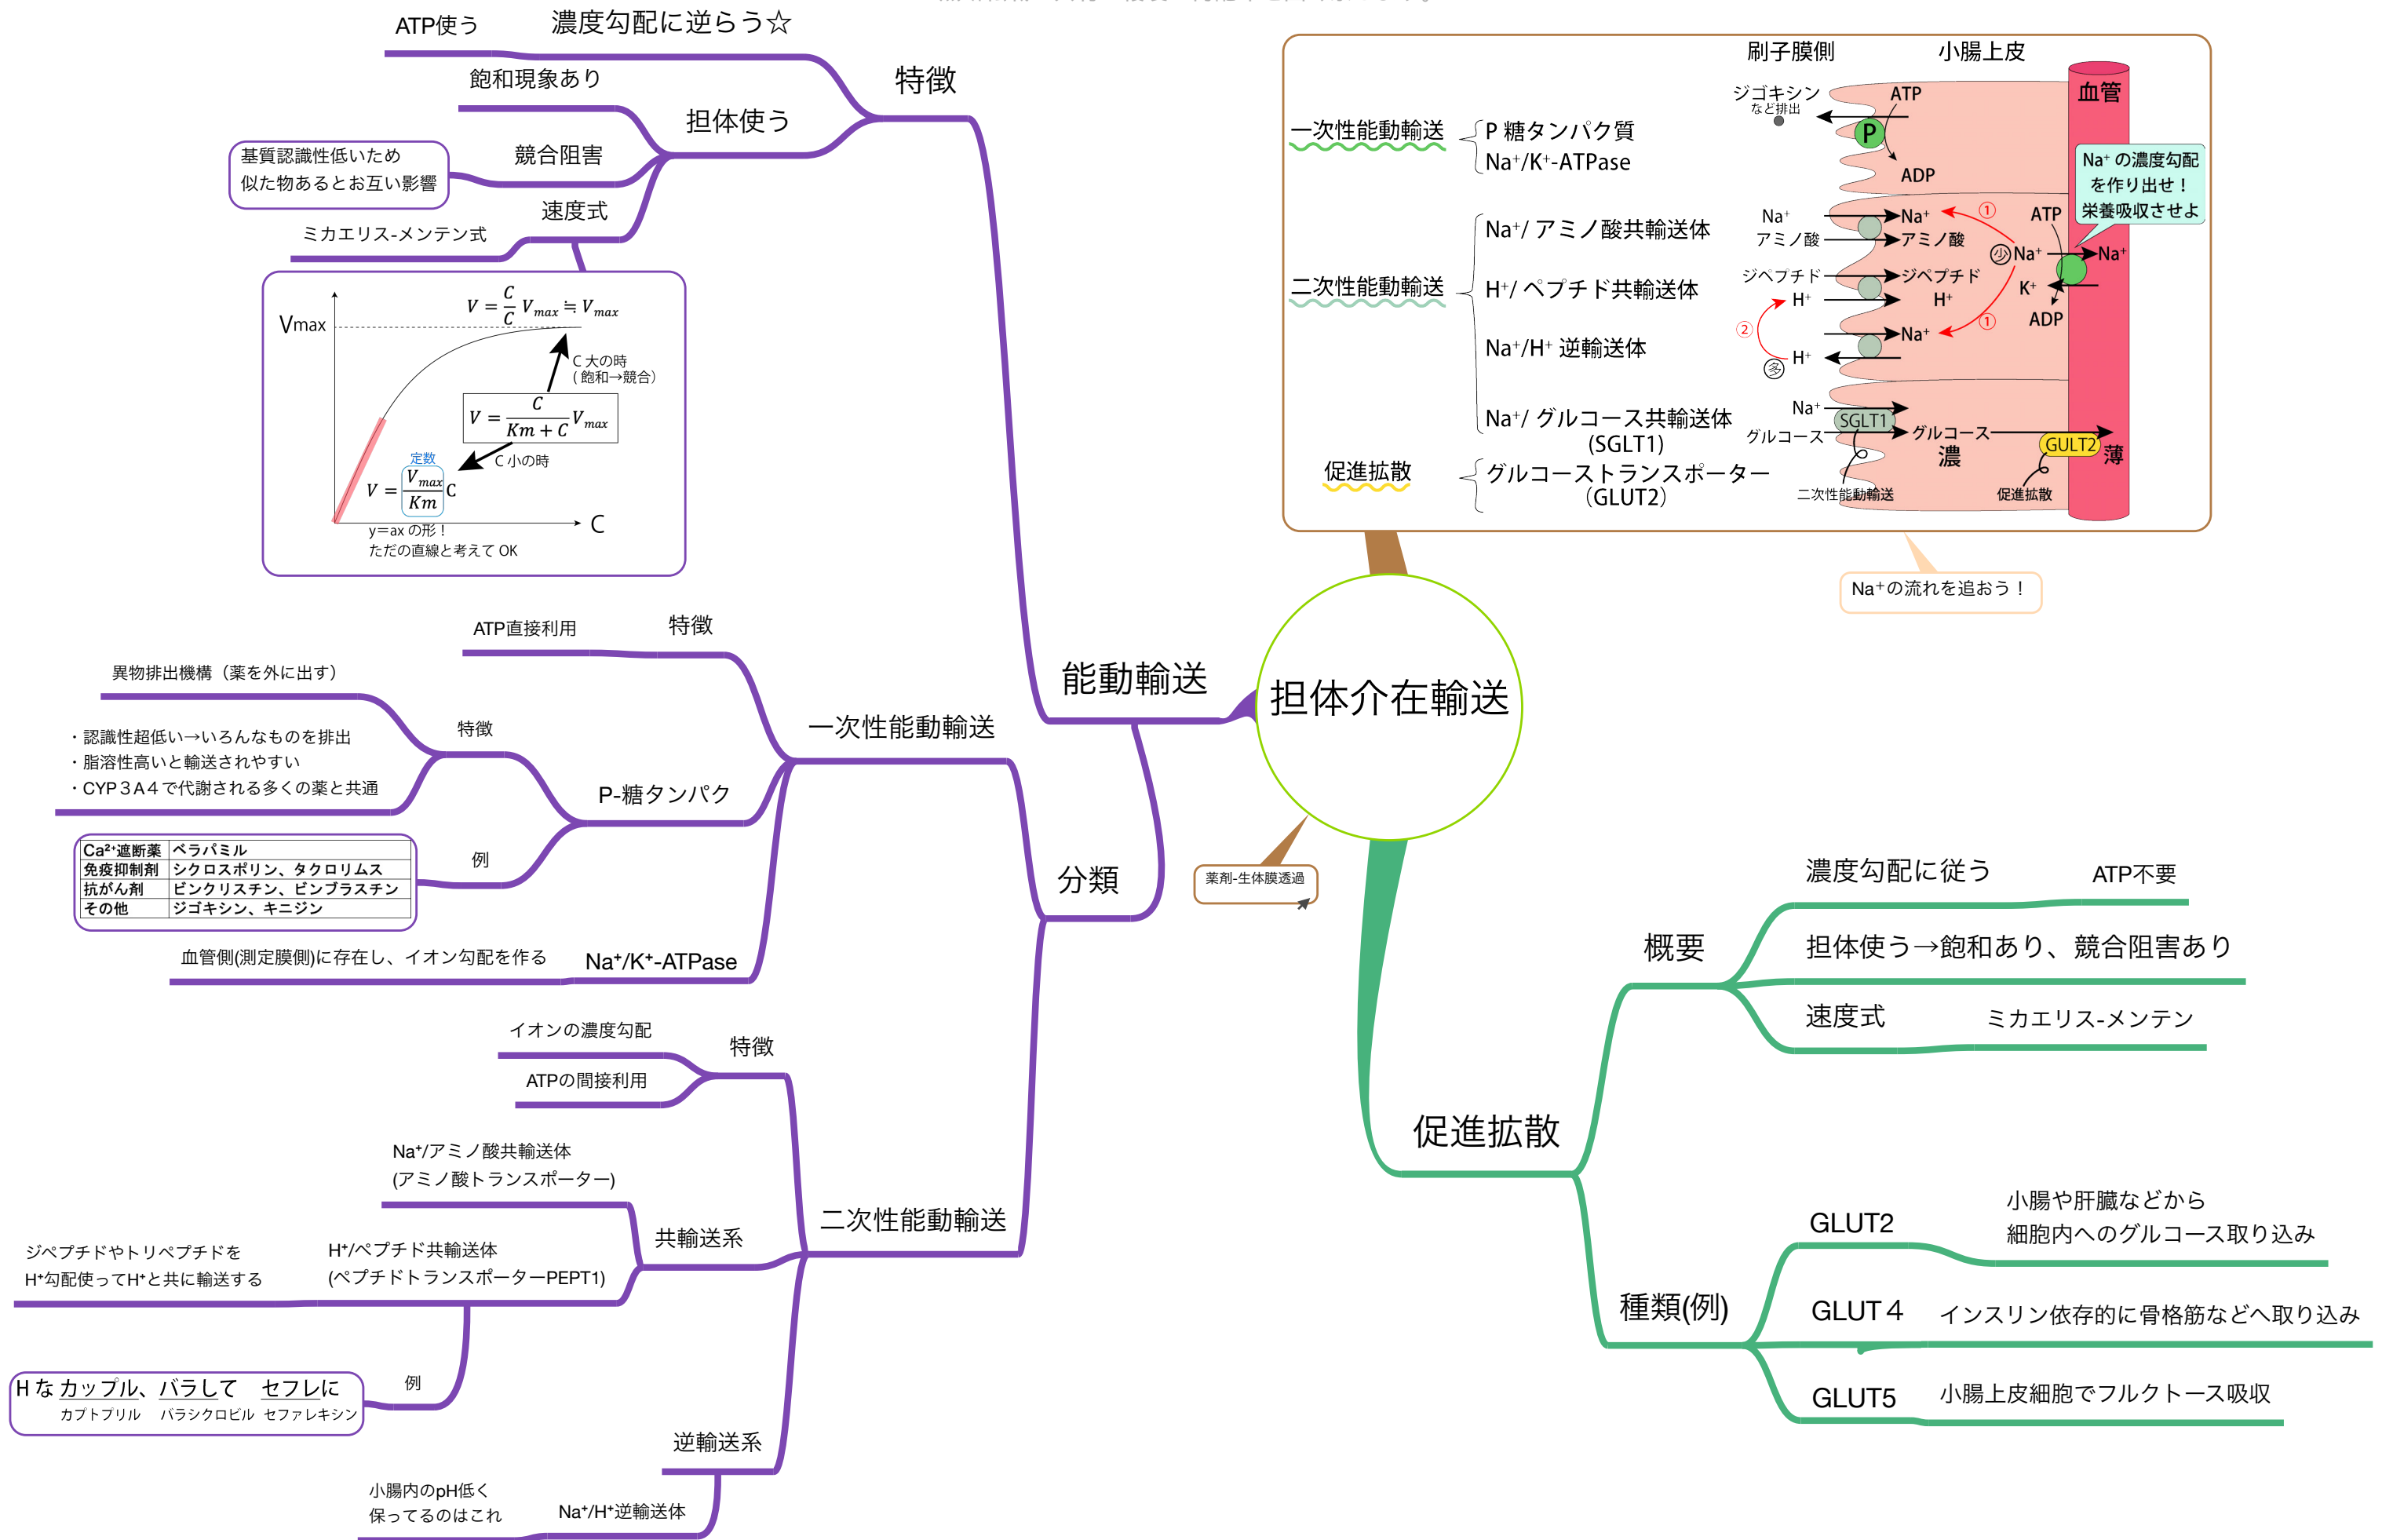 担体介在輸送
薬剤-生体膜透過
能動輸送
特徴
濃度勾配に逆らう☆
ATP使う
担体使う
飽和現象あり
競合阻害
基質認識性低いため
似た物あるとお互い影響
速度式
ミカエリス-メンテン式
Vmax
V = C/C Vmax ≒ Vmax
C 大の時
( 飽和→競合)
V = C/(Km + C) Vmax
C 小の時
定数
V = Vmax/Km C
C
y=ax の形！
ただの直線と考えて OK
分類
一次性能動輸送
特徴
ATP直接利用
P-糖タンパク
特徴
異物排出機構（薬を外に出す）
・認識性超低い→いろんなものを排出
・脂溶性高いと輸送されやすい
・CYP３A４で代謝される多くの薬と共通
例
Ca²⁺遮断薬 ベラパミル
免疫抑制剤 シクロスポリン、タクロリムス
抗がん剤 ビンクリスチン、ビンブラスチン
その他 ジゴキシン、キニジン
Na⁺/K⁺-ATPase
血管側(測定膜側)に存在し、イオン勾配を作る
二次性能動輸送
特徴
イオンの濃度勾配
ATPの間接利用
共輸送系
Na⁺/アミノ酸共輸送体
(アミノ酸トランスポーター)
H⁺/ペプチド共輸送体
(ペプチドトランスポーターPEPT1)
ジペプチドやトリペプチドを
H⁺勾配使ってH⁺と共に輸送する
例
H な カップル、バラして セフレに
カプトプリル バラシクロビル セファレキシン
逆輸送系
Na⁺/H⁺逆輸送体
小腸内のpH低く
保ってるのはこれ
刷子膜側 小腸上皮
血管
一次性能動輸送
P 糖タンパク質
Na⁺/K⁺-ATPase
二次性能動輸送
Na⁺/ アミノ酸共輸送体
H⁺/ ペプチド共輸送体
Na⁺/H⁺ 逆輸送体
Na⁺/ グルコース共輸送体
(SGLT1)
促進拡散
グルコーストランスポーター
（GLUT2）
ジゴキシン
など排出
P
ATP
ADP
Na⁺ の濃度勾配
を作り出せ！
栄養吸収させよ
Na⁺ Na⁺ ①
アミノ酸 アミノ酸
ATP
少 Na⁺ Na⁺
ジペプチド ジペプチド
K⁺
H⁺ H⁺
ADP
② Na⁺ ①
H⁺
多
Na⁺
SGLT1
グルコース グルコース
濃
GULT2
薄
二次性能動輸送 促進拡散
Na⁺の流れを追おう！
促進拡散
概要
濃度勾配に従う
ATP不要
担体使う→飽和あり、競合阻害あり
速度式
ミカエリス-メンテン
種類(例)
GLUT2
小腸や肝臓などから
細胞内へのグルコース取り込み
GLUT４
インスリン依存的に骨格筋などへ取り込み
GLUT5
小腸上皮細胞でフルクトース吸収